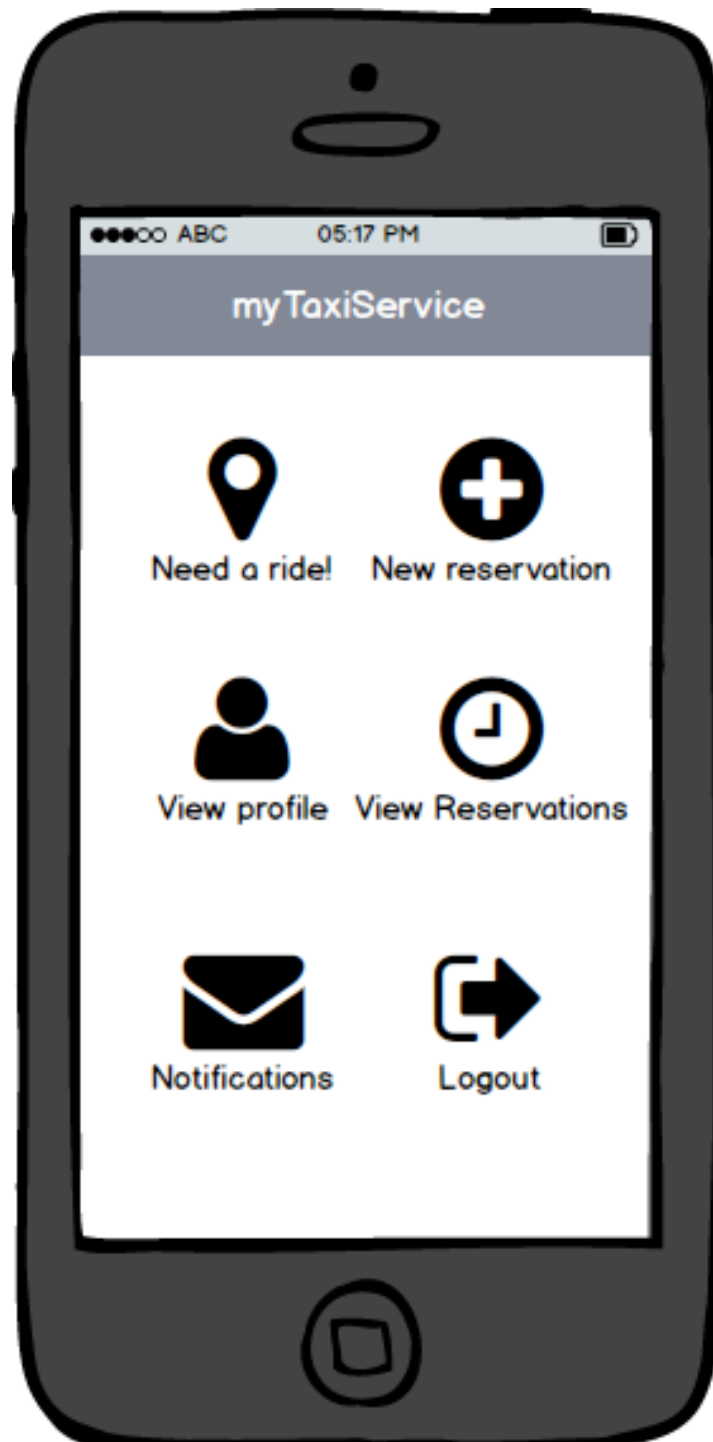 ABC 05:17 PM
myTaxiService
Need a ride! New reservation
View profile View Reservations
Notifications Logout